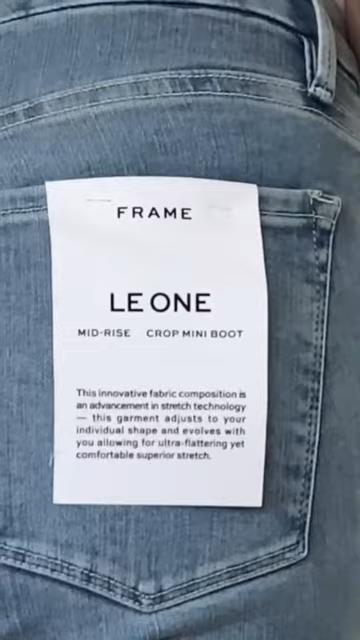 FRAME
LE ONE
MID-RISE CROP MINI BOOT
This innovative fabric composition is
an advancement in stretch technology
— this garment adjusts to your
individual shape and evolves with
you allowing for ultra-flattering yet
comfortable superior stretch.